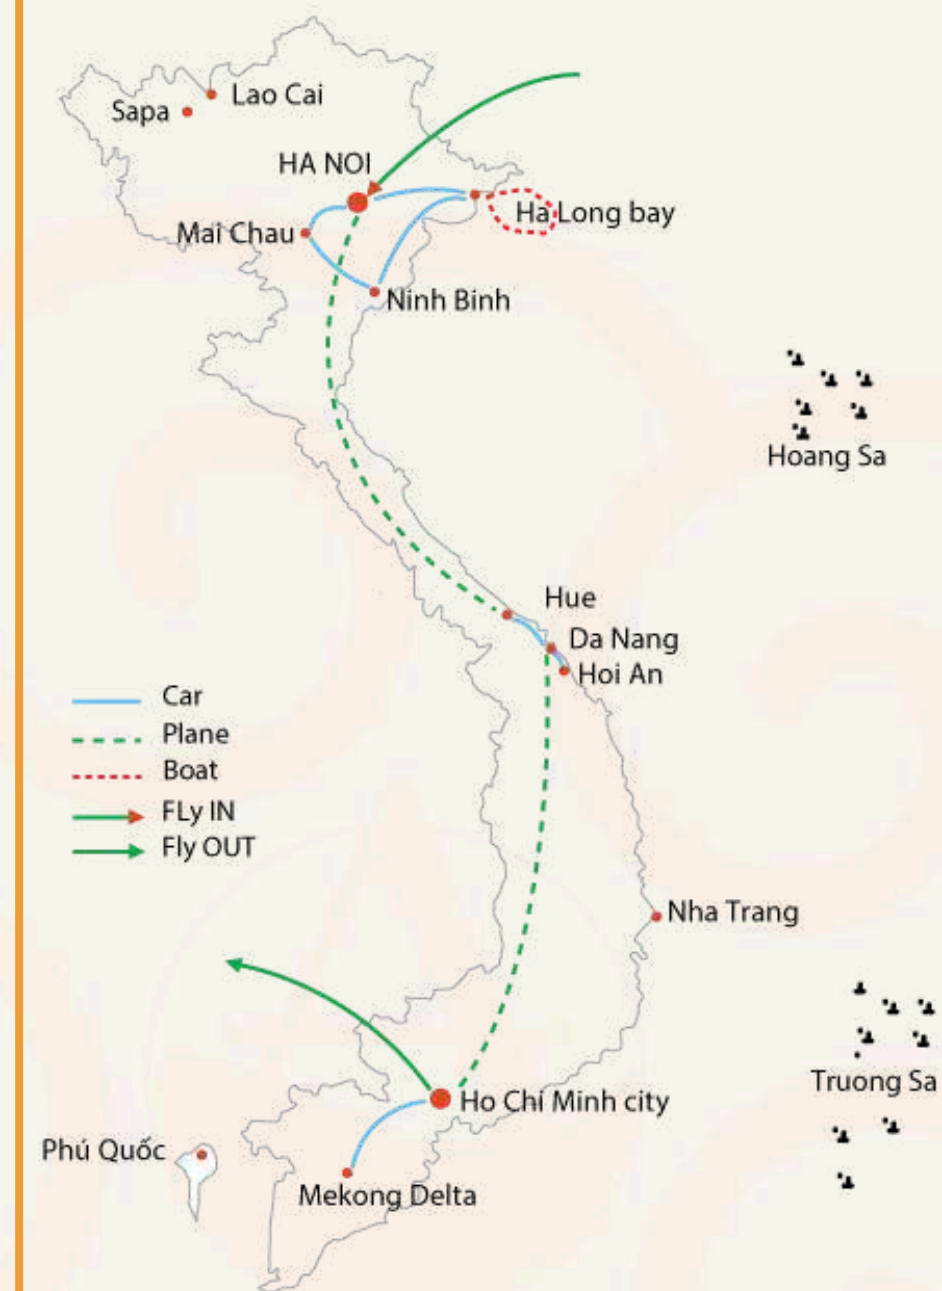 Lao Cai
Sapa
HA NOI
Ha Long bay
Mai Chau
Ninh Binh
Hoang Sa
Hue
Da Nang
Hoi An
Car
Plane
Boat
FLy IN
Fly OUT
Nha Trang
Truong Sa
Ho Chí Minh city
Phú Quốc
Mekong Delta